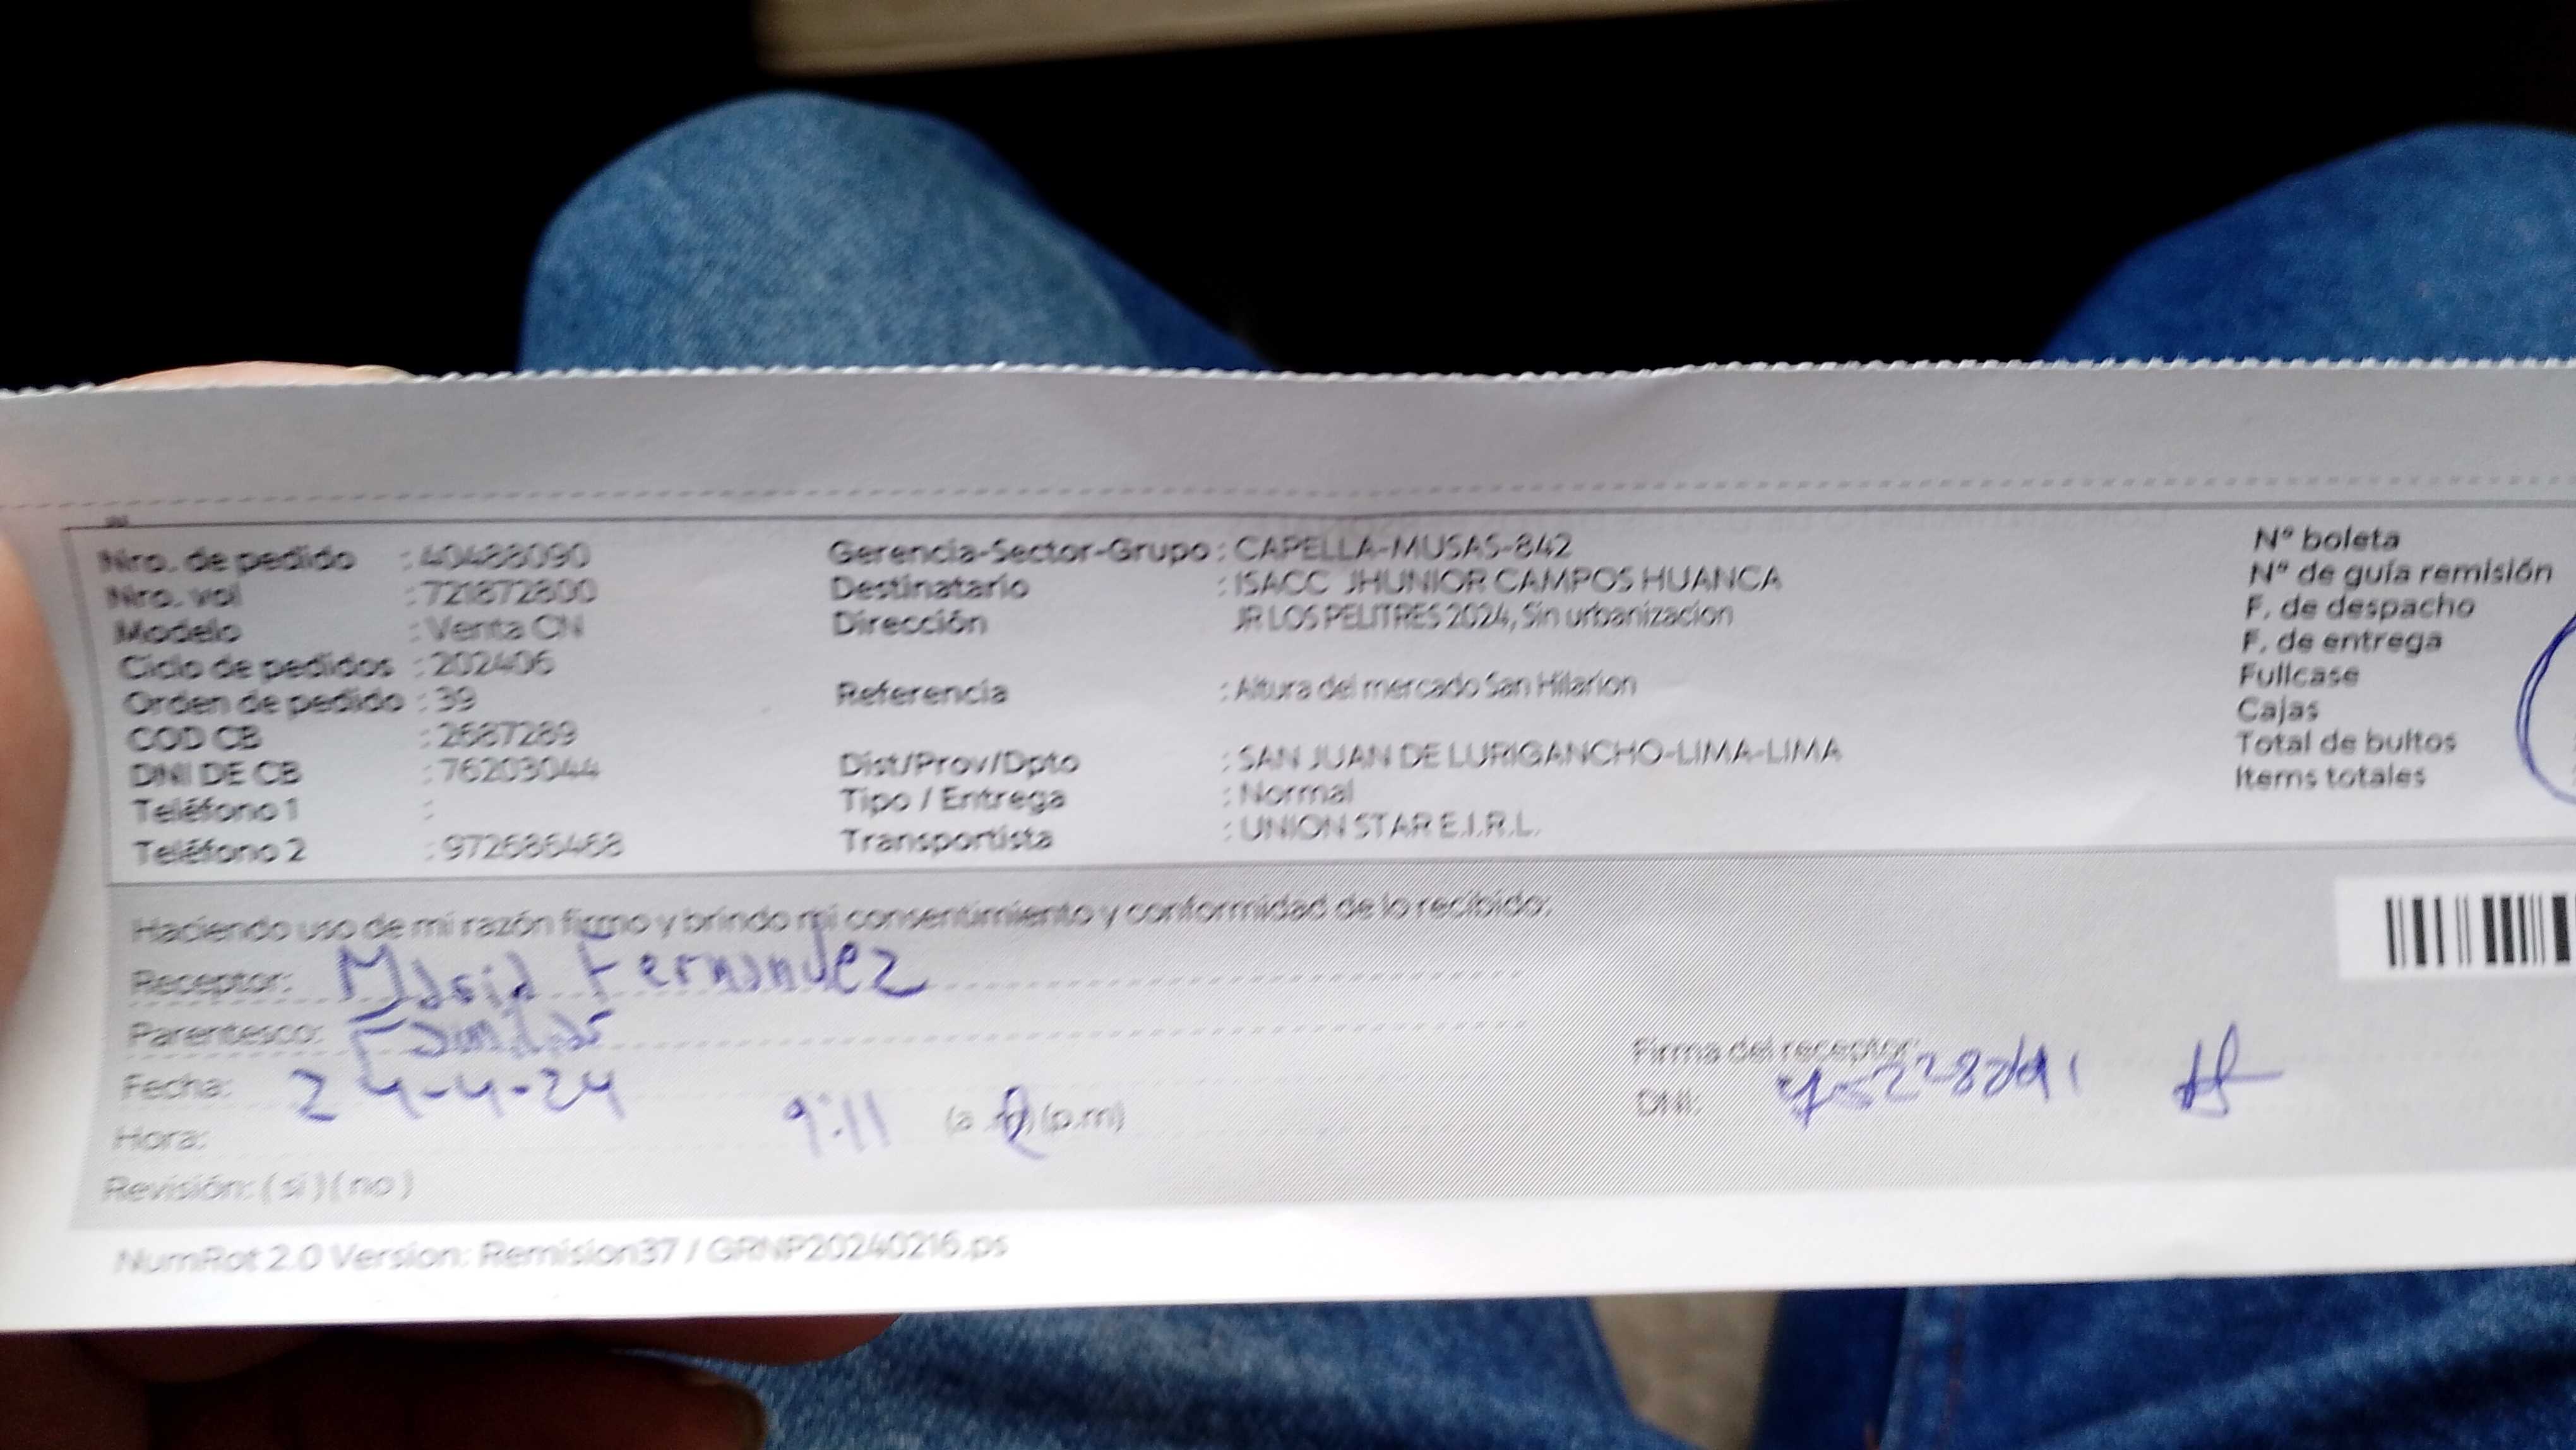 Nro. de pedido : 40488090
Nro. vol : 721872800
Modelo : Venta CN
Ciclo de pedidos : 202406
Orden de pedido : 39
COD CB : 2687289
DNI DE CB : 76203044
Teléfono 1 :
Teléfono 2 : 972686468
Gerencia-Sector-Grupo : CAPELLA-MUSAS-842
Destinatario : ISACC JHUNIOR CAMPOS HUANCA
Dirección JR LOS PELITRES 2024, Sin urbanizacion
Referencia : Altura del mercado San Hilarion
Dist/Prov/Dpto : SAN JUAN DE LURIGANCHO-LIMA-LIMA
Tipo / Entrega : Normal
Transportista : UNION STAR E.I.R.L.
N° boleta
N° de guía remisión
F. de despacho
F. de entrega
Fullcase
Cajas
Total de bultos
Items totales
Haciendo uso de mi razón firmo y brindo mi consentimiento y conformidad de lo recibido:
Receptor: Fernandez
Parentesco: Familiar
Fecha: 24-4-24
Hora: 9:11 (a.m) (p.m)
Revisión: (si) (no)
Firma del receptor:
DNI:
NumRot 2.0 Version: Remision37 / GRNP20240216.ps